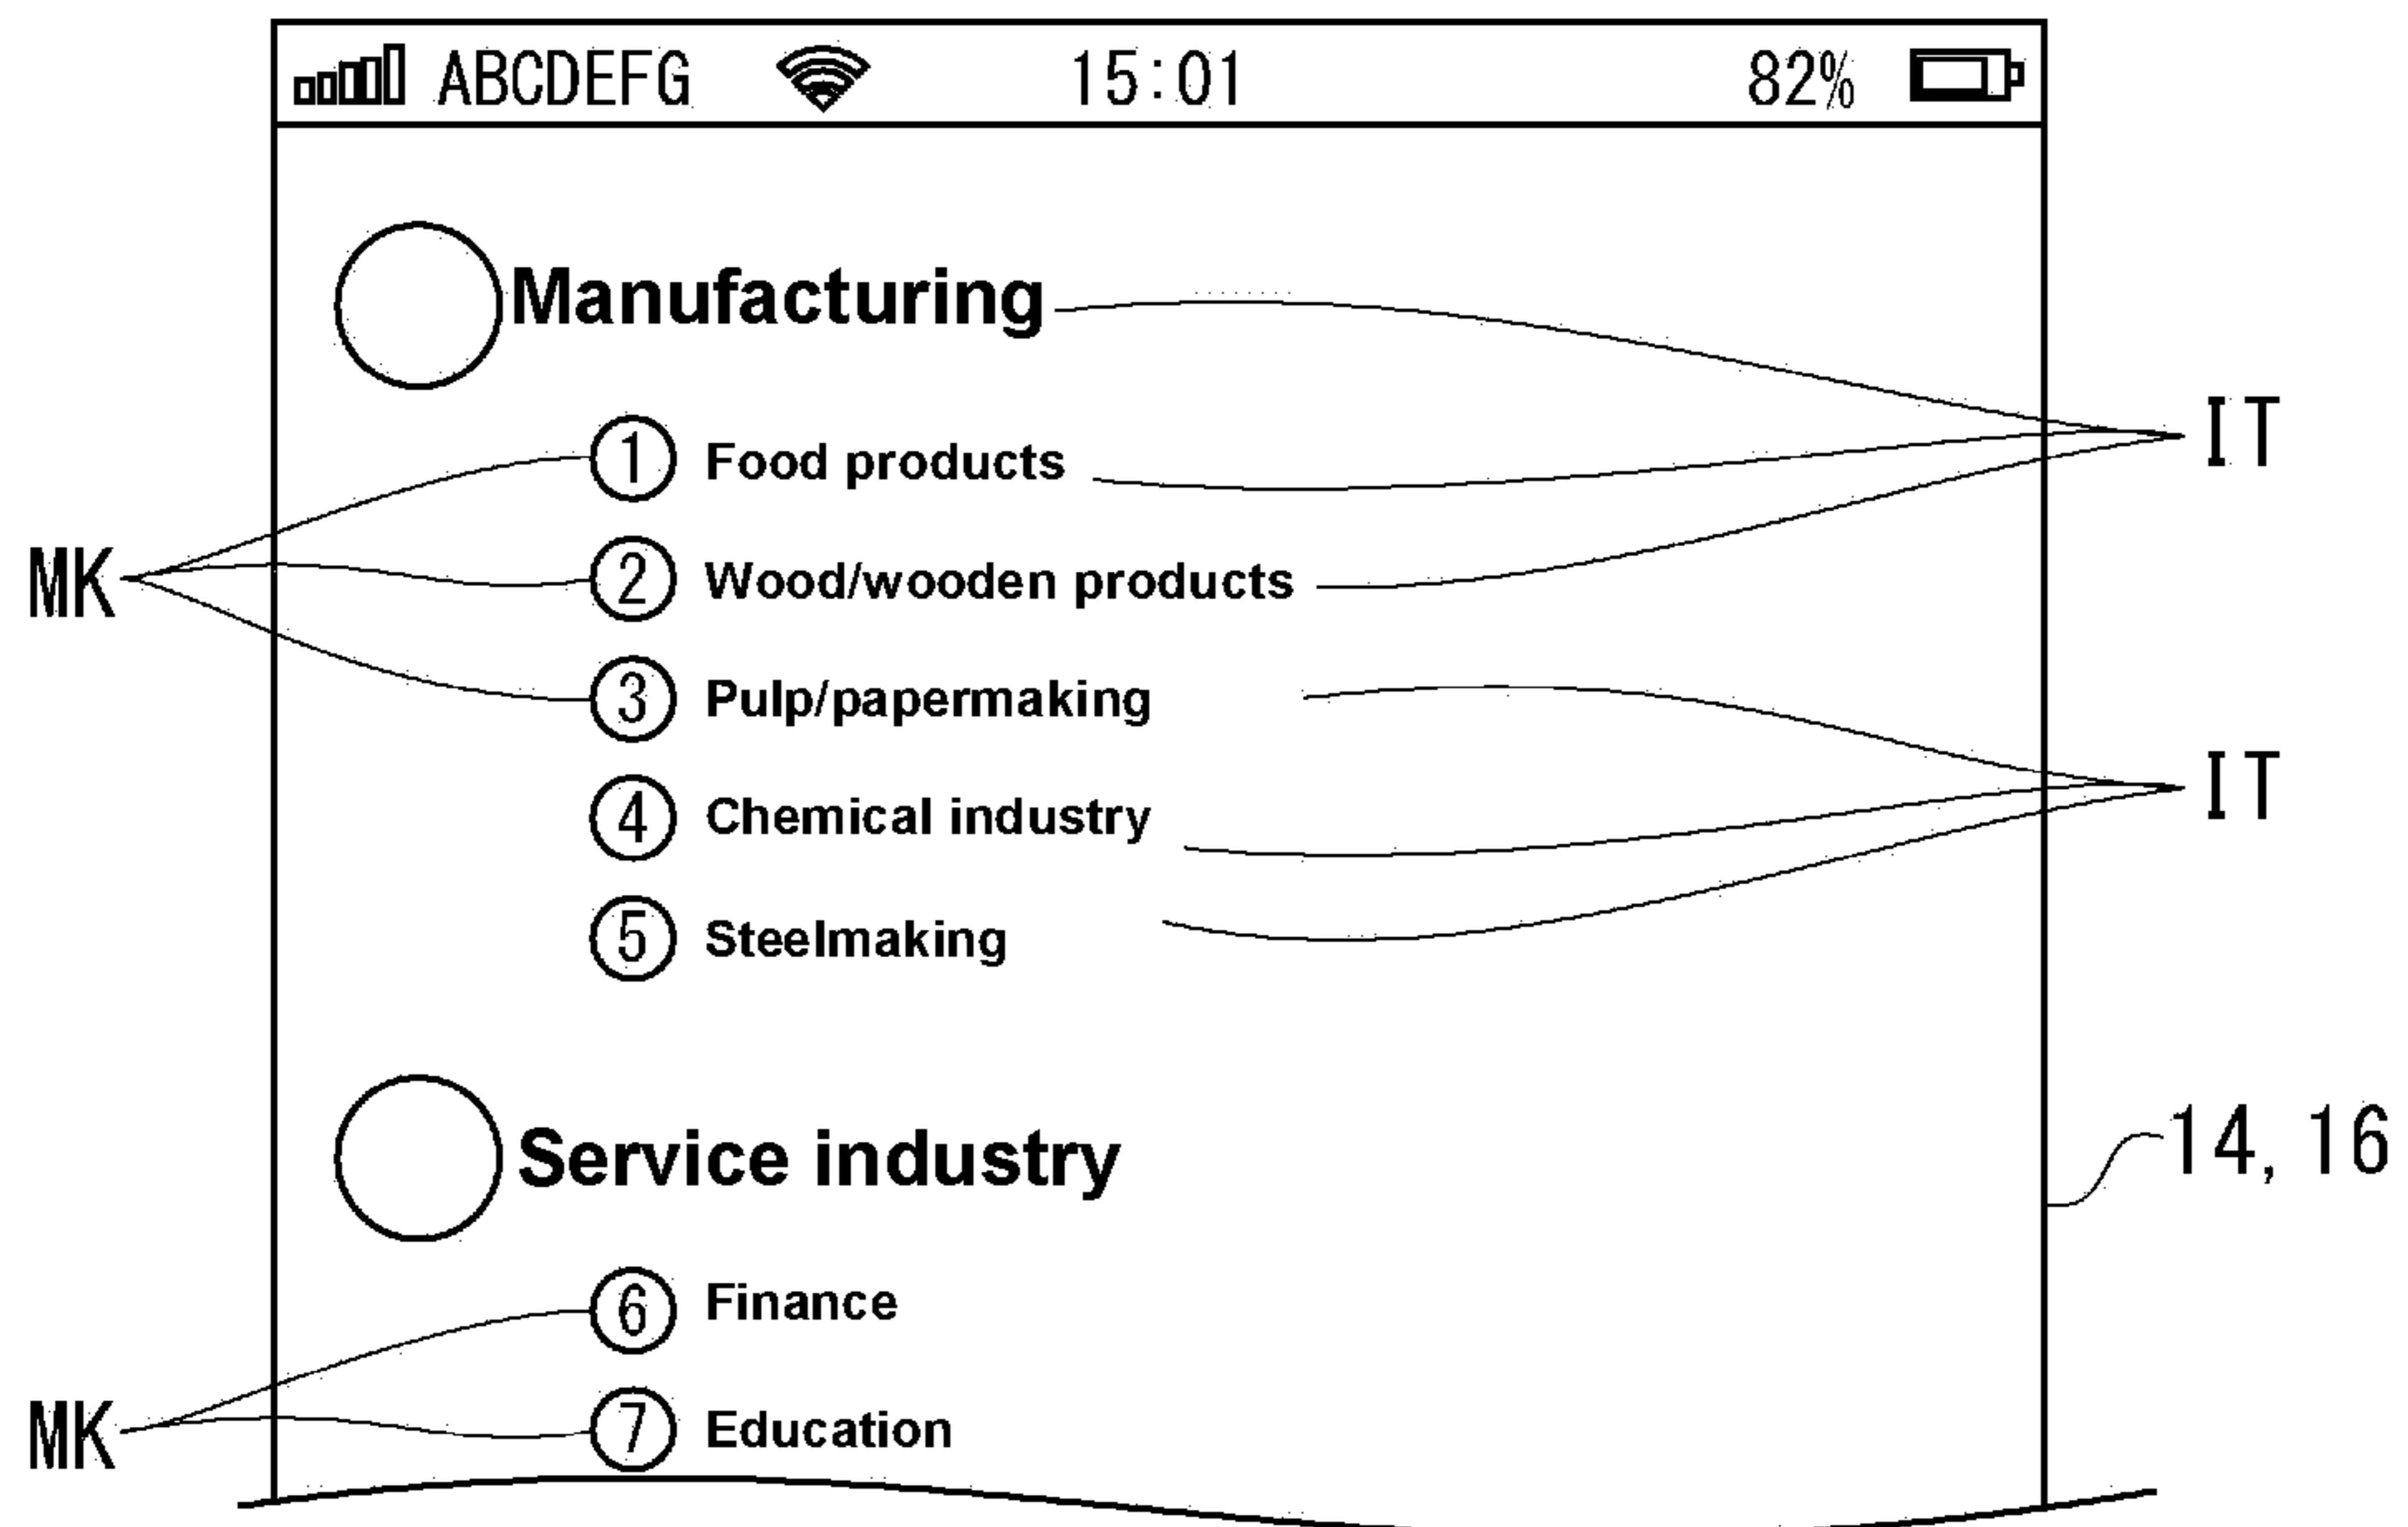 ABCDEFG 15:01 82%
Manufacturing
IT
① Food products
MK
② Wood/wooden products
③ Pulp/papermaking
IT
④ Chemical industry
⑤ Steelmaking
14, 16
Service industry
⑥ Finance
MK
⑦ Education